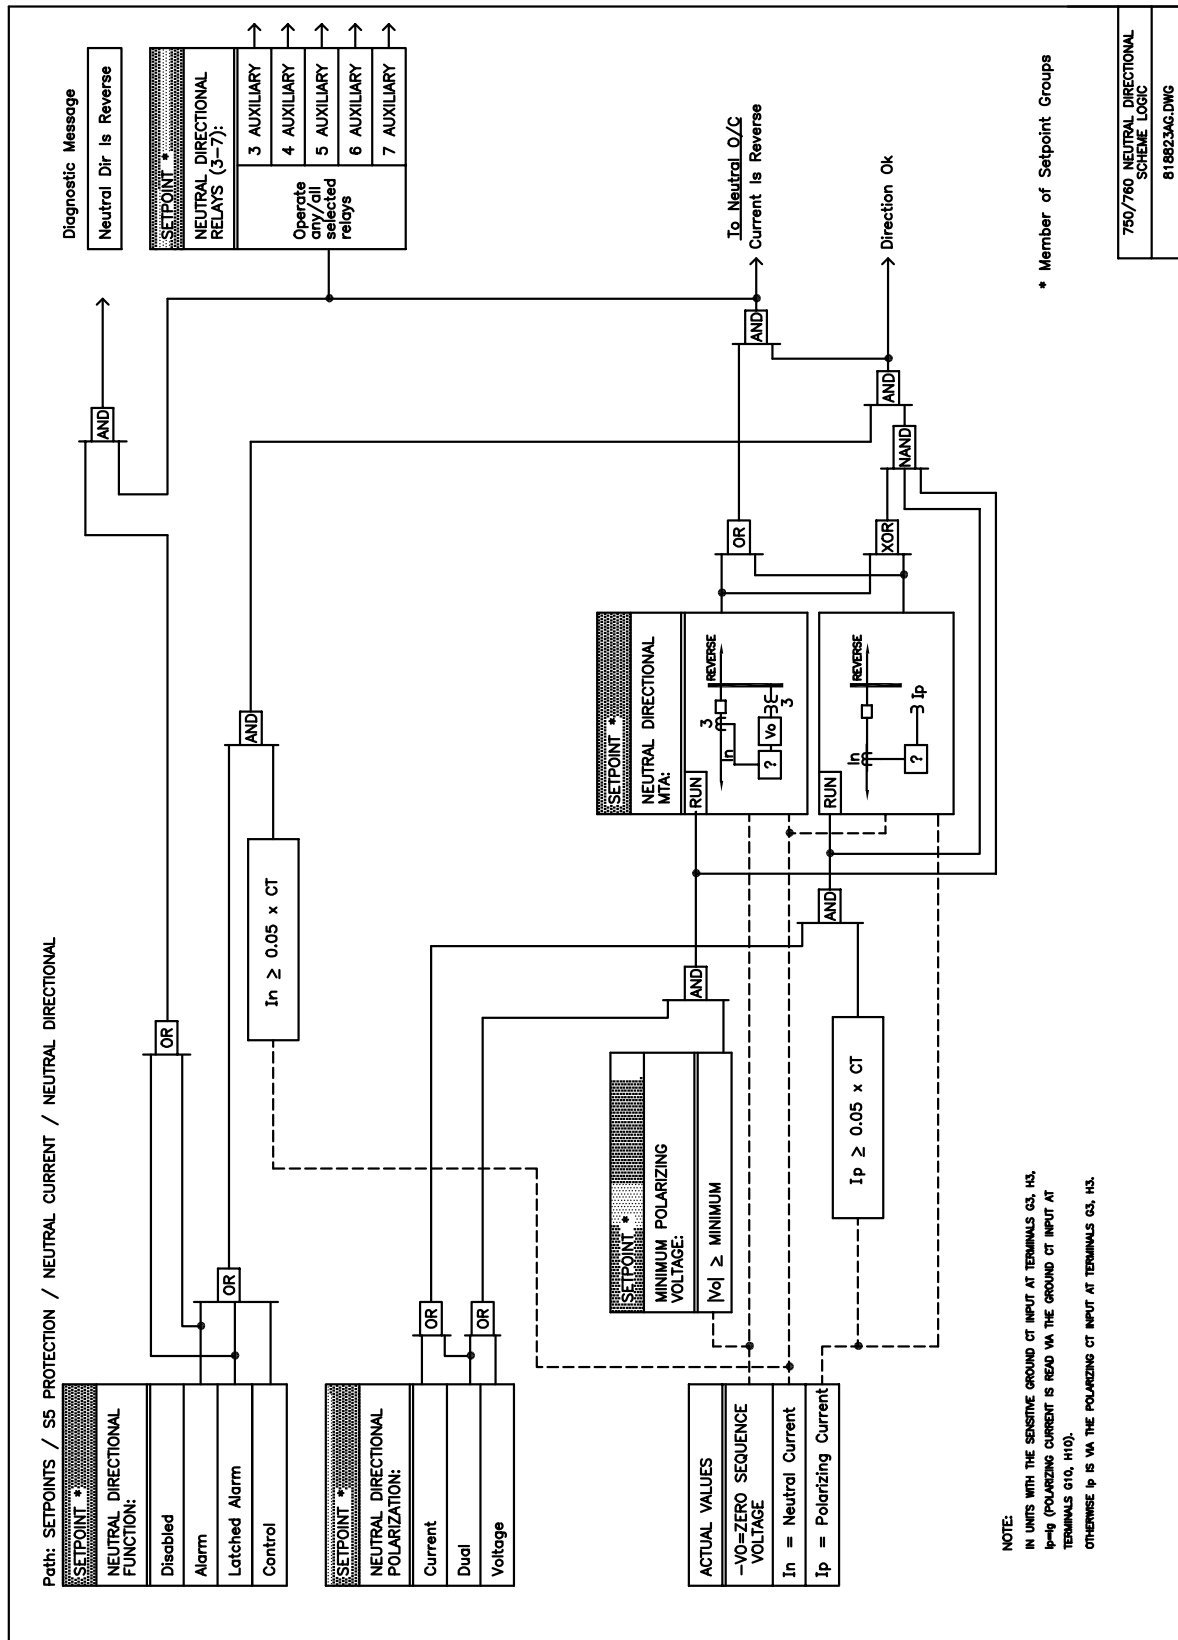 Path: SETPOINTS / S5 PROTECTION / NEUTRAL CURRENT / NEUTRAL DIRECTIONAL
SETPOINT *
NEUTRAL DIRECTIONAL
FUNCTION:
Disabled
Alarm
Latched Alarm
Control
OR
OR
In ≥ 0.05 x CT
AND
AND
Diagnostic Message
Neutral Dir Is Reverse
SETPOINT *
NEUTRAL DIRECTIONAL
RELAYS (3-7):
Operate
any/all
selected
relays
3 AUXILIARY
4 AUXILIARY
5 AUXILIARY
6 AUXILIARY
7 AUXILIARY
SETPOINT *
NEUTRAL DIRECTIONAL
POLARIZATION:
Current
Dual
Voltage
OR
OR
SETPOINT *
MINIMUM POLARIZING
VOLTAGE:
|Vo| ≥ MINIMUM
AND
Ip ≥ 0.05 x CT
AND
SETPOINT *
NEUTRAL DIRECTIONAL
MTA:
RUN
In
3
REVERSE
?
Vo
3
RUN
In
REVERSE
?
Ip
OR
XOR
NAND
AND
AND
To Neutral O/C
Current Is Reverse
Direction Ok
ACTUAL VALUES
-VO=ZERO SEQUENCE
VOLTAGE
In = Neutral Current
Ip = Polarizing Current
* Member of Setpoint Groups
NOTE:
IN UNITS WITH THE SENSITIVE GROUND CT INPUT AT TERMINALS G3, H3,
Ip=Ig (POLARIZING CURRENT IS READ VIA THE GROUND CT INPUT AT
TERMINALS G10, H10).
OTHERWISE Ip IS VIA THE POLARIZING CT INPUT AT TERMINALS G3, H3.
750/760 NEUTRAL DIRECTIONAL
SCHEME LOGIC
818823AG.DWG